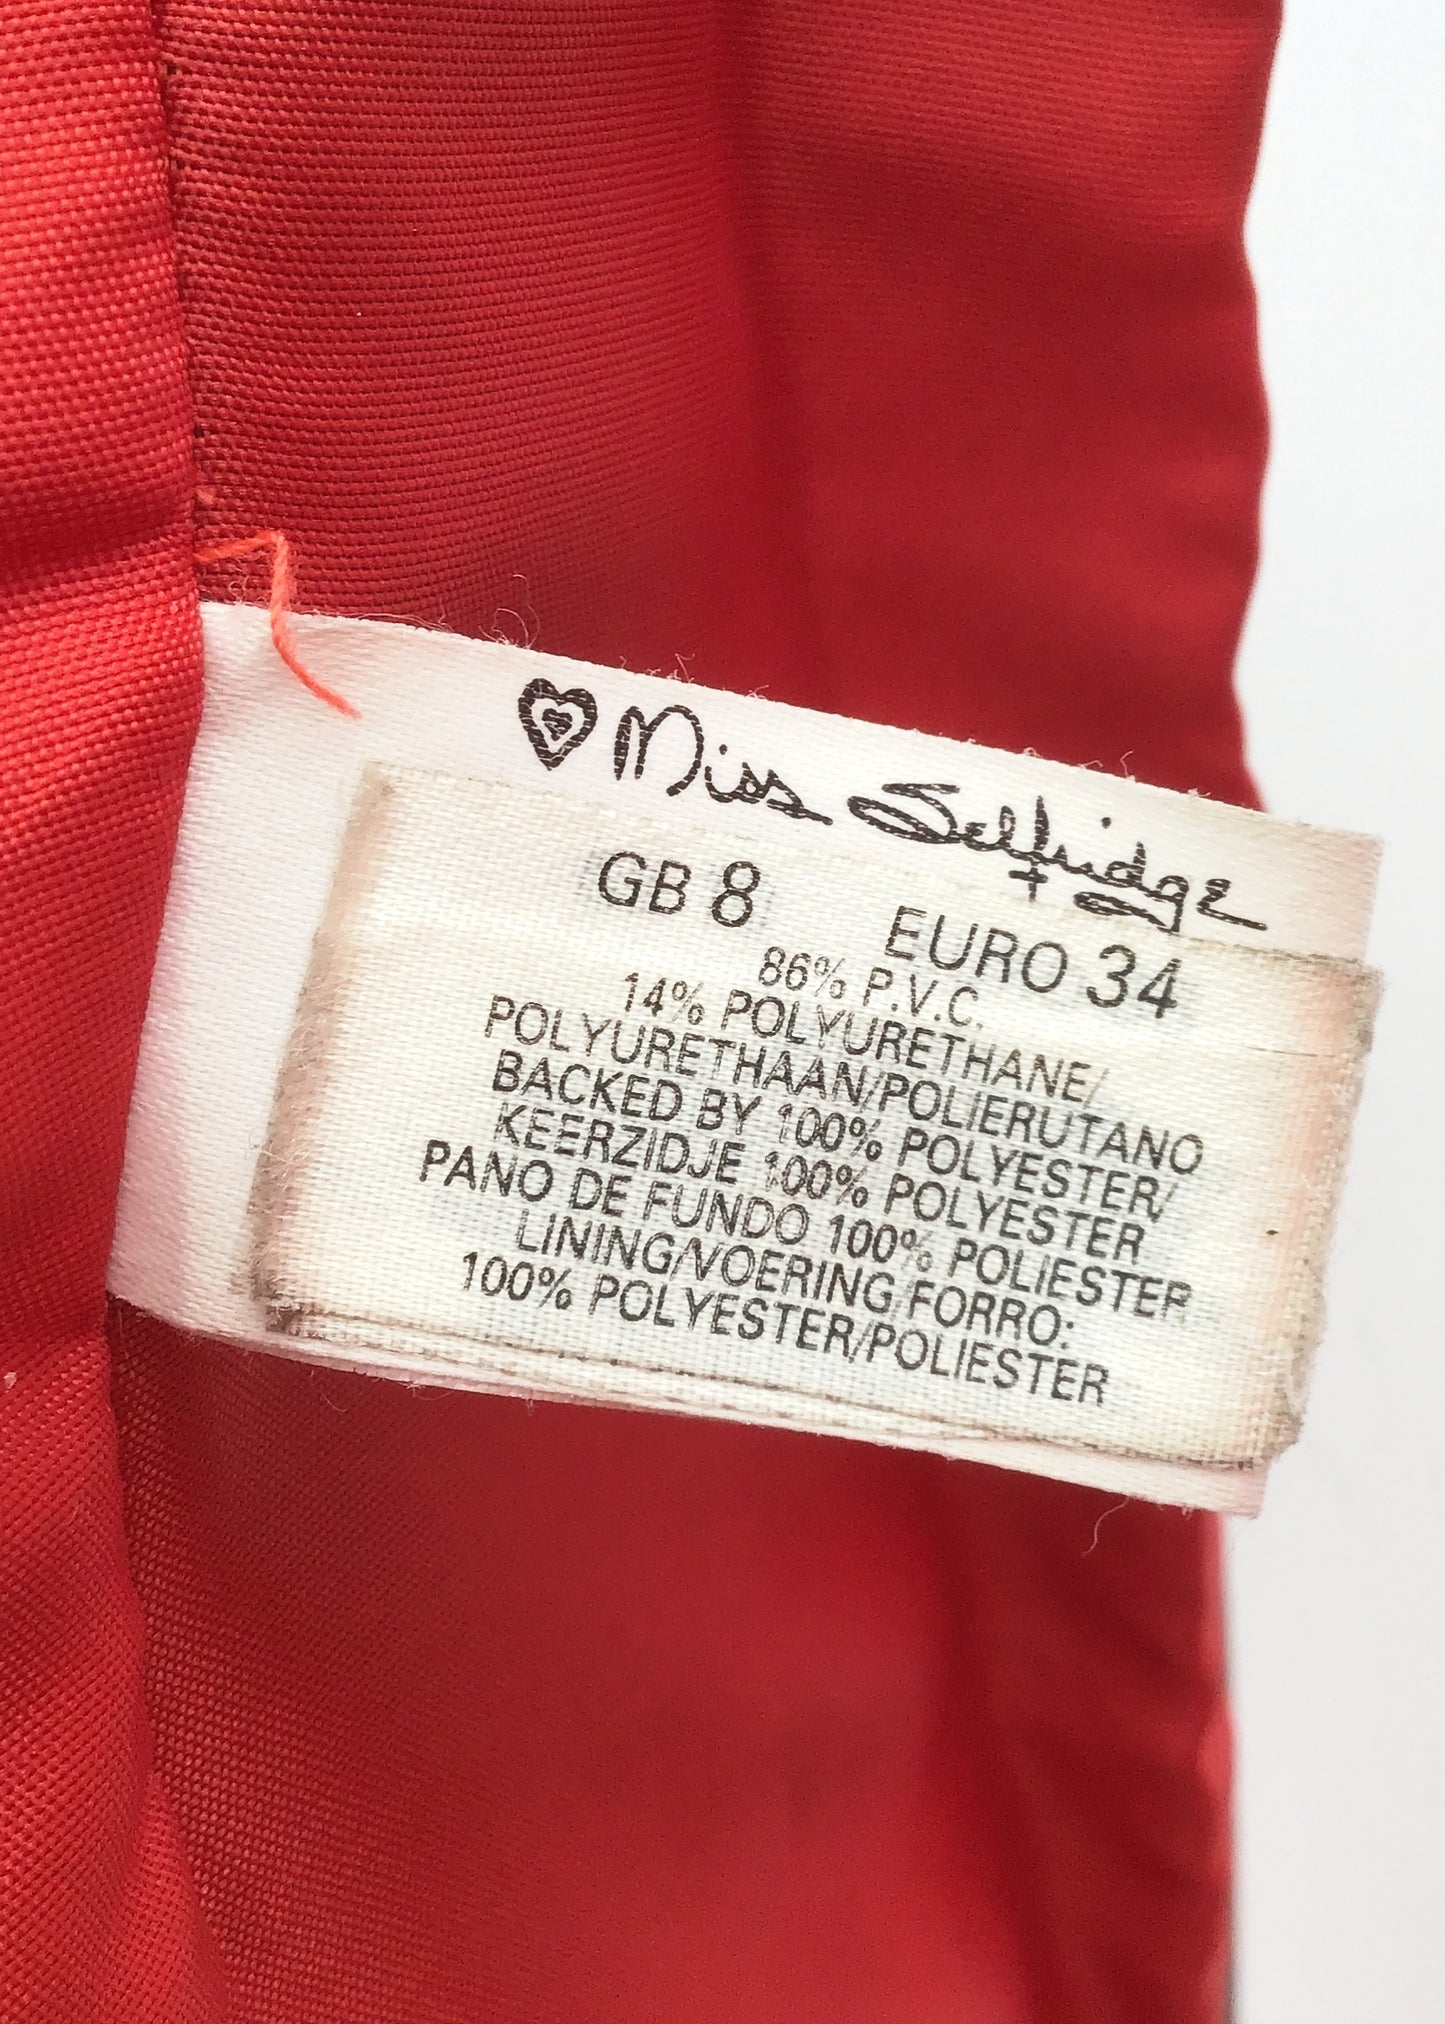 Miss Selfridge
GB 8 EURO 34
86% P.V.C.
14% POLYURETHANE/
POLYURETHAAN/POLIERUTANO
BACKED BY 100% POLYESTER/
KEERZIDJE 100% POLYESTER
PANO DE FUNDO 100% POLIESTER
LINING/VOERING/FORRO:
100% POLYESTER/POLIESTER